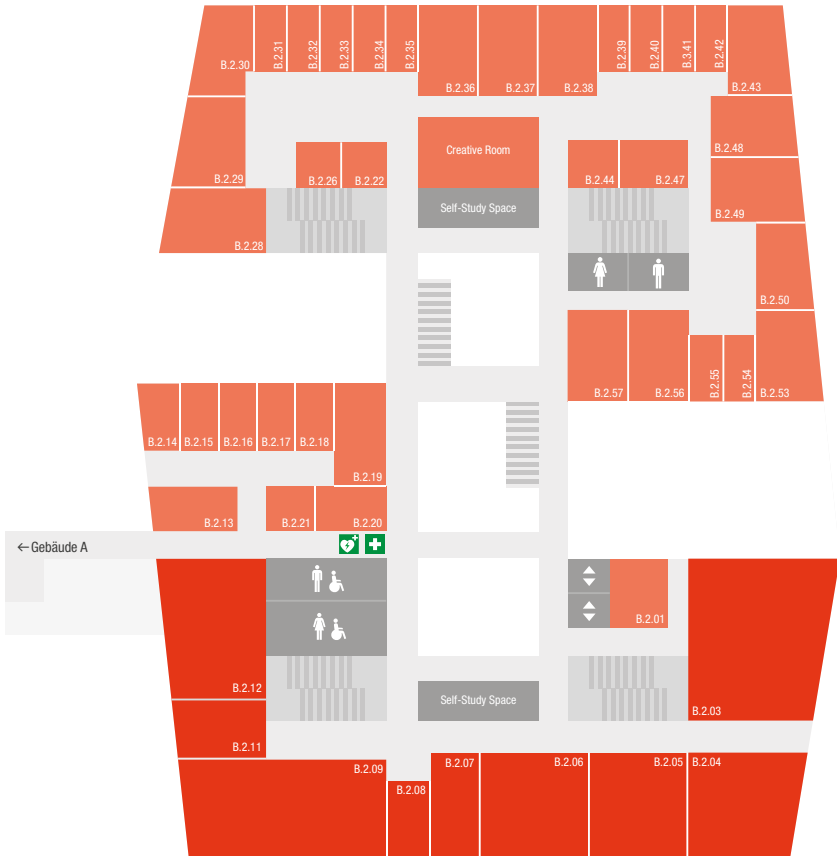 B.2.30
B.2.31
B.2.32
B.2.33
B.2.34
B.2.35
B.2.36
B.2.37
B.2.38
B.2.39
B.2.40
B.3.41
B.2.42
B.2.43
B.2.29
B.2.26
B.2.22
Creative Room
B.2.44
B.2.47
B.2.48
B.2.28
Self-Study Space
B.2.49
B.2.50
B.2.57
B.2.56
B.2.55
B.2.54
B.2.53
B.2.14
B.2.15
B.2.16
B.2.17
B.2.18
B.2.19
B.2.13
B.2.21
B.2.20
←Gebäude A
B.2.01
B.2.12
B.2.11
Self-Study Space
B.2.03
B.2.09
B.2.08
B.2.07
B.2.06
B.2.05
B.2.04